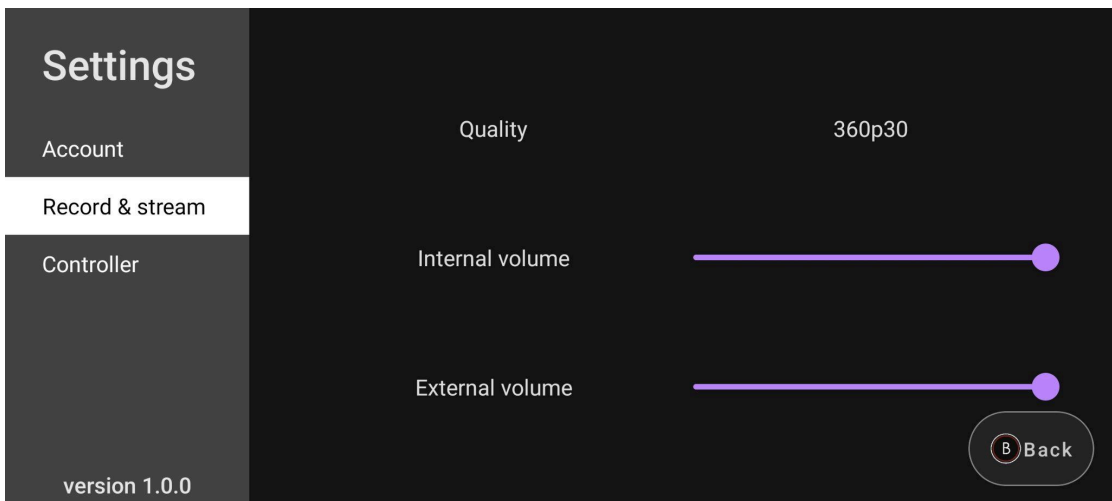 Settings
Account
Record & stream
Controller
version 1.0.0
Quality 360p30
Internal volume
External volume
B Back